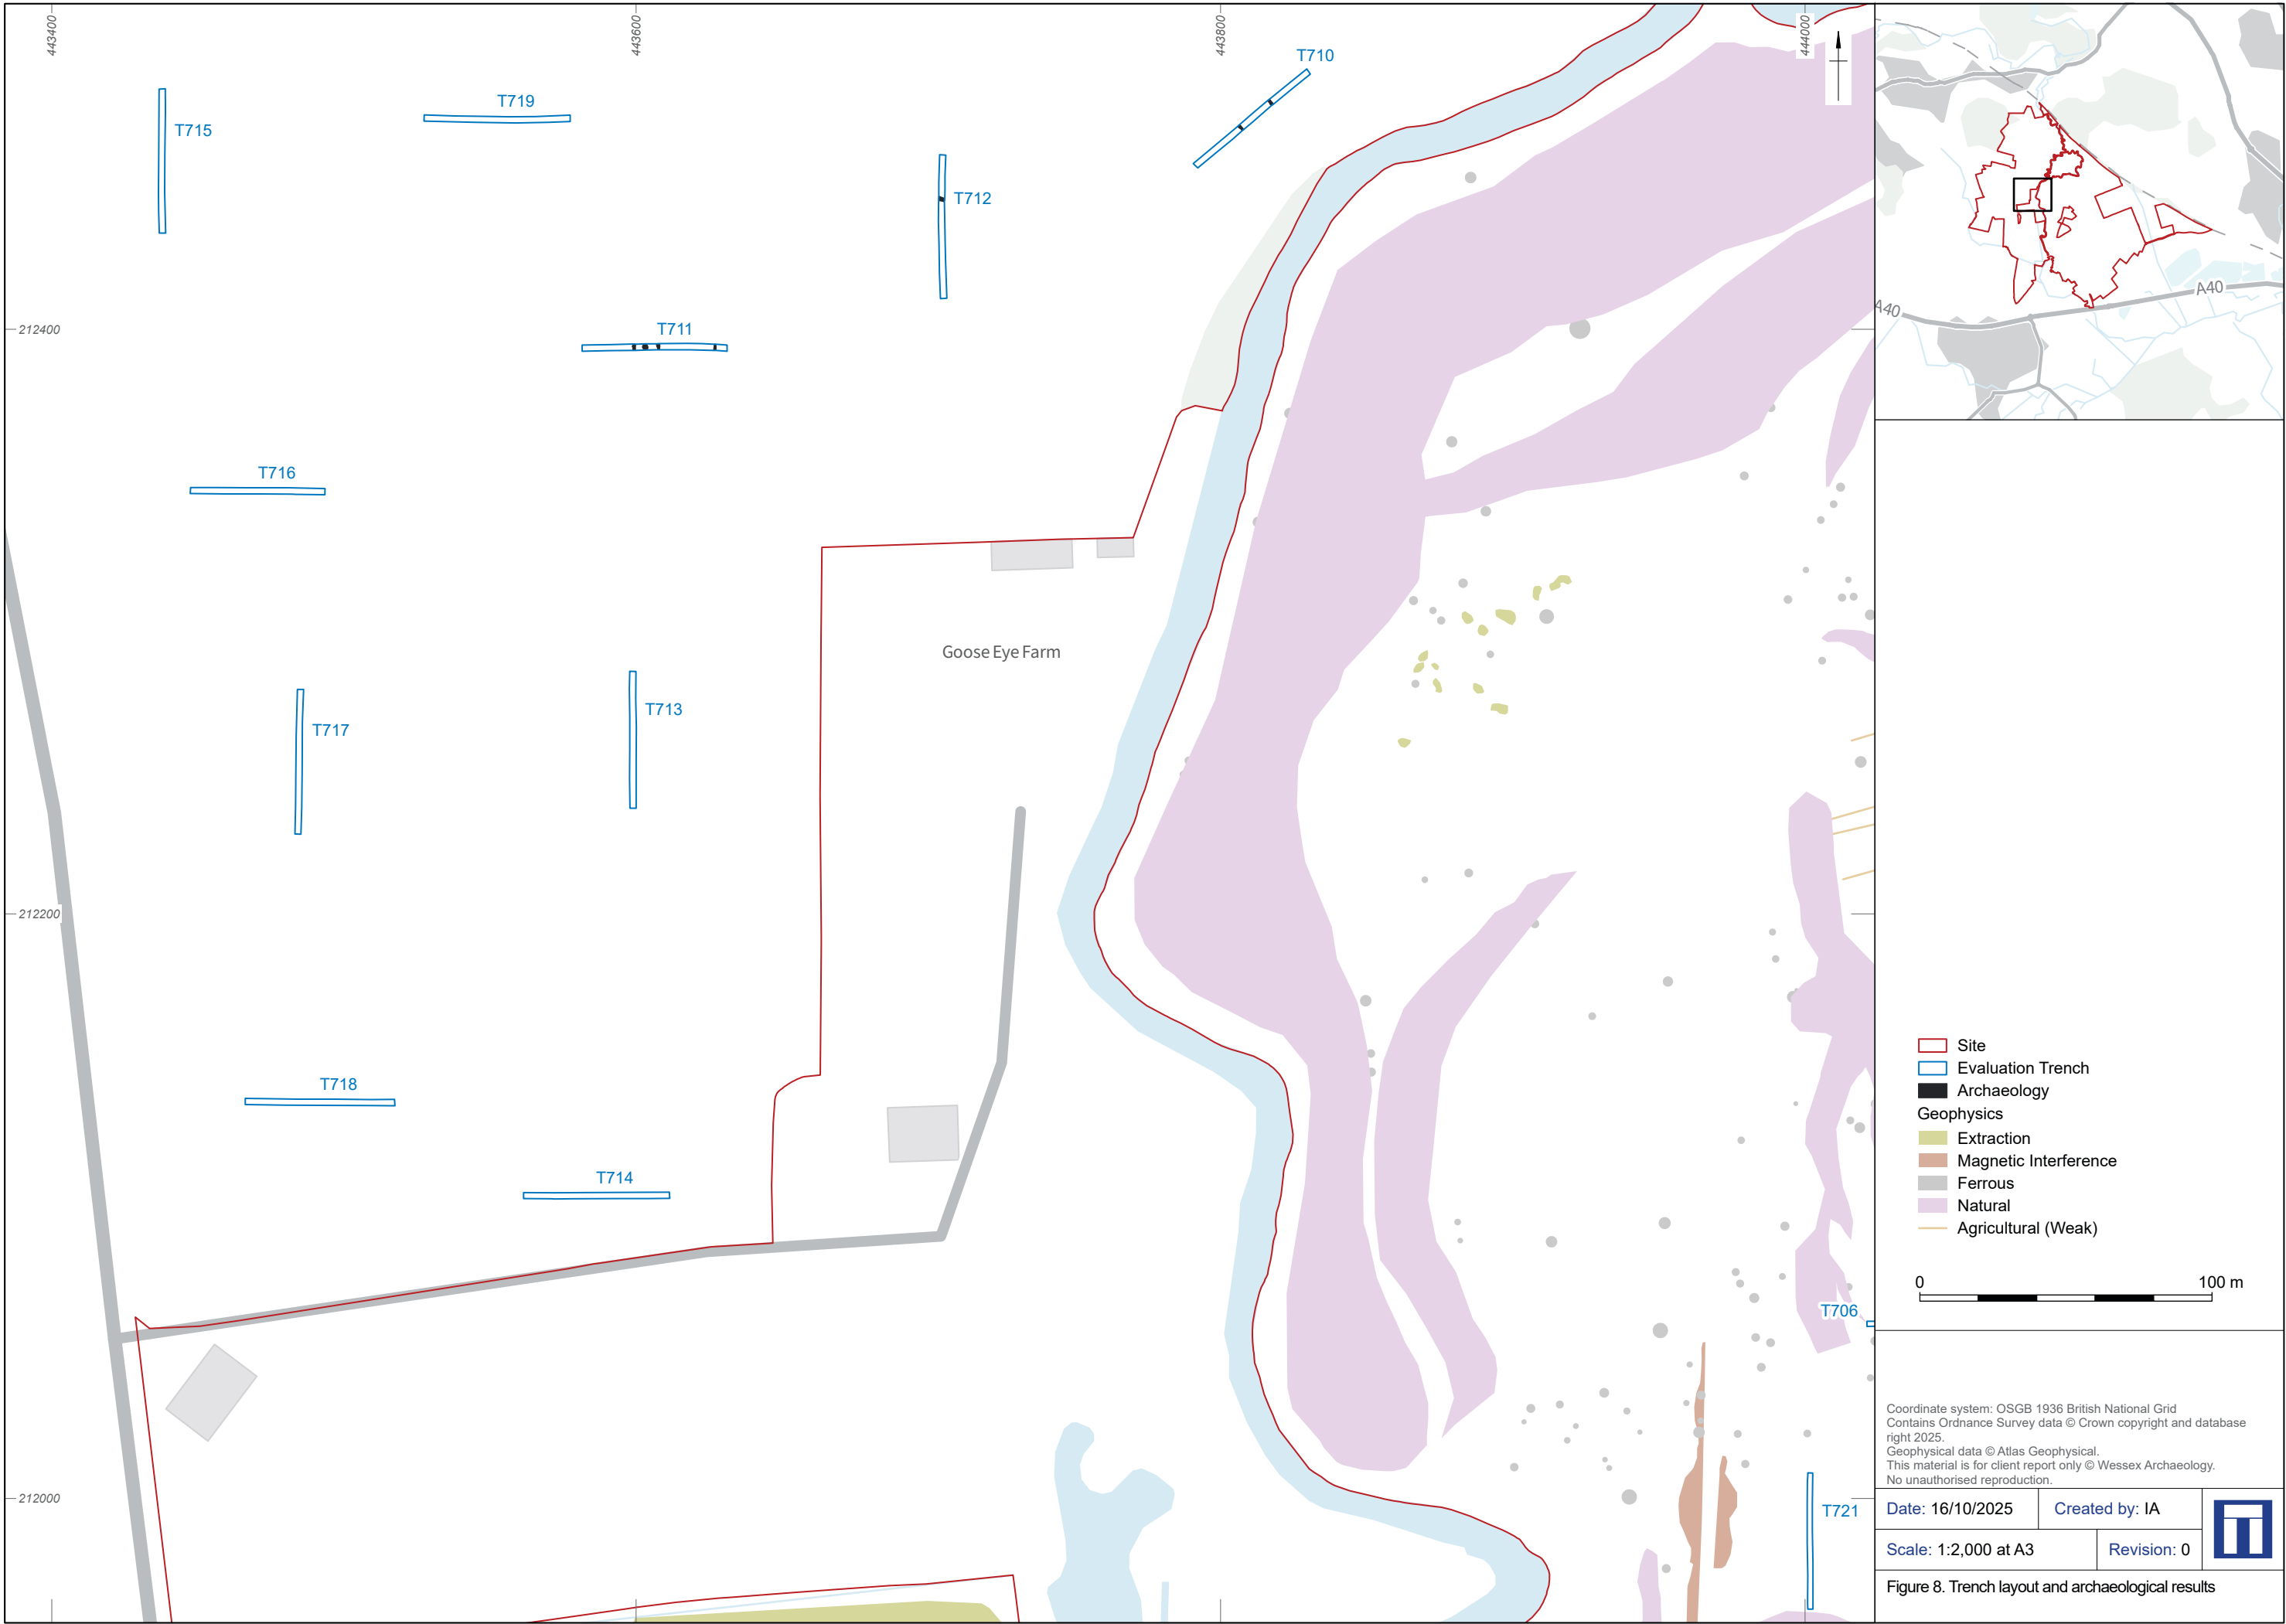 443400
443600
443800
444000
T710
T719
T715
T712
A40
A40
212400
T711
T716
Goose Eye Farm
T713
T717
212200
T718
T714
T706
212000
T721
Site
Evaluation Trench
Archaeology
Geophysics
Extraction
Magnetic Interference
Ferrous
Natural
Agricultural (Weak)
0 100 m
Coordinate system: OSGB 1936 British National Grid
Contains Ordnance Survey data © Crown copyright and database
right 2025.
Geophysical data © Atlas Geophysical.
This material is for client report only © Wessex Archaeology.
No unauthorised reproduction.
Date: 16/10/2025 Created by: IA
Scale: 1:2,000 at A3 Revision: 0
Figure 8. Trench layout and archaeological results